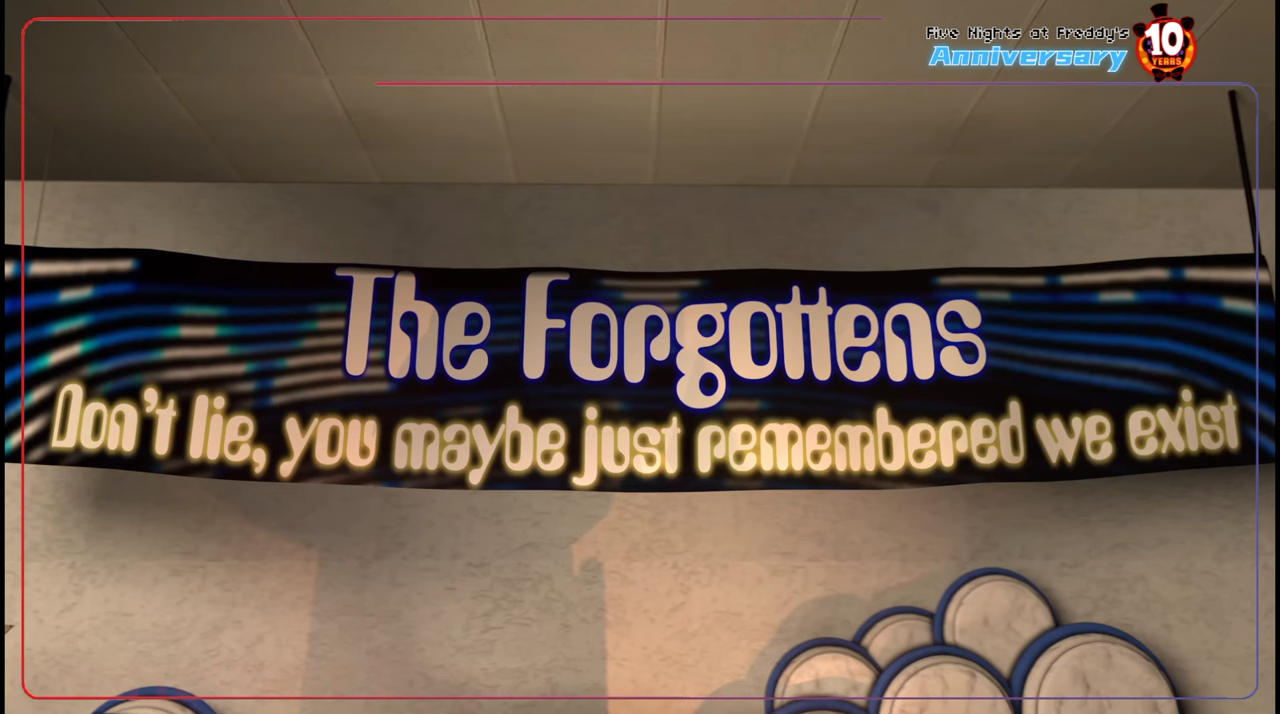 Five Nights at Freddy's
Anniversary
10
YEARS
The Forgottens
Don't lie, you maybe just remembered we exist